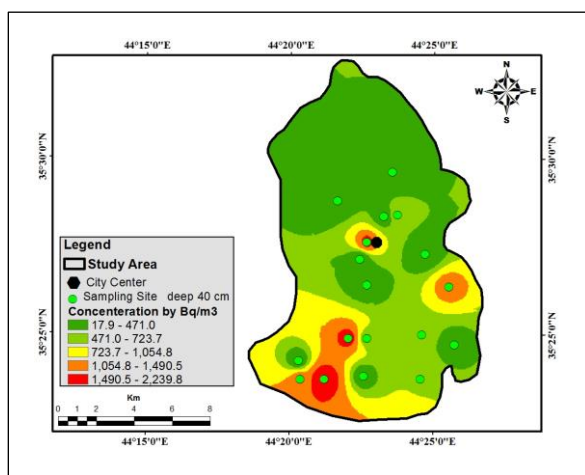 44°15'0"E 44°20'0"E 44°25'0"E
N
W E
S
35°30'0"N 35°30'0"N
Legend
Study Area
City Center
Sampling Site deep 40 cm
Concenteration by Bq/m3
17.9 - 471.0
471.0 - 723.7
723.7 - 1,054.8
1,054.8 - 1,490.5
1,490.5 - 2,239.8
35°25'0"N 35°25'0"N
Km
0 1 2 4 6 8
44°15'0"E 44°20'0"E 44°25'0"E